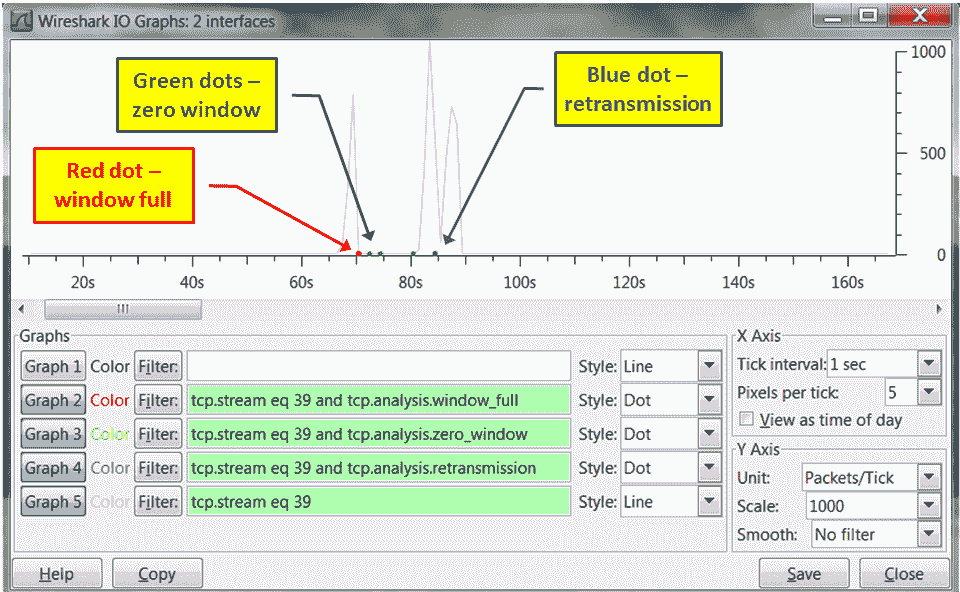 Wireshark IO Graphs: 2 interfaces
Green dots –
zero window
Blue dot –
retransmission
Red dot –
window full
1000
500
0
20s 40s 60s 80s 100s 120s 140s 160s
Graphs
Graph 1 Color Filter: Style: Line
Graph 2 Color Filter: tcp.stream eq 39 and tcp.analysis.window_full Style: Dot
Graph 3 Color Filter: tcp.stream eq 39 and tcp.analysis.zero_window Style: Dot
Graph 4 Color Filter: tcp.stream eq 39 and tcp.analysis.retransmission Style: Dot
Graph 5 Color Filter: tcp.stream eq 39 Style: Line
X Axis
Tick interval: 1 sec
Pixels per tick: 5
View as time of day
Y Axis
Unit: Packets/Tick
Scale: 1000
Smooth: No filter
Help Copy Save Close